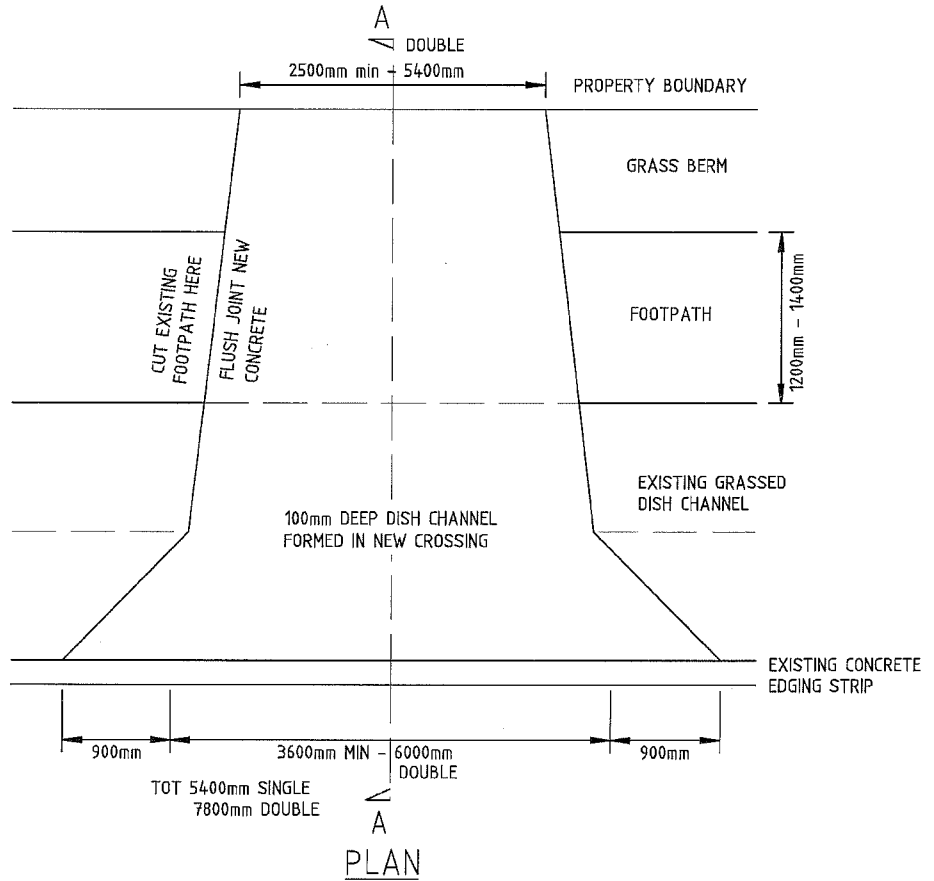 A
DOUBLE
2500mm min - 5400mm
PROPERTY BOUNDARY
GRASS BERM
CUT EXISTING
FOOTPATH HERE
FLUSH JOINT NEW
CONCRETE
FOOTPATH
1200mm - 1400mm
EXISTING GRASSED
DISH CHANNEL
100mm DEEP DISH CHANNEL
FORMED IN NEW CROSSING
EXISTING CONCRETE
EDGING STRIP
900mm
3600mm MIN - 6000mm
DOUBLE
900mm
TOT 5400mm SINGLE
7800mm DOUBLE
A
PLAN